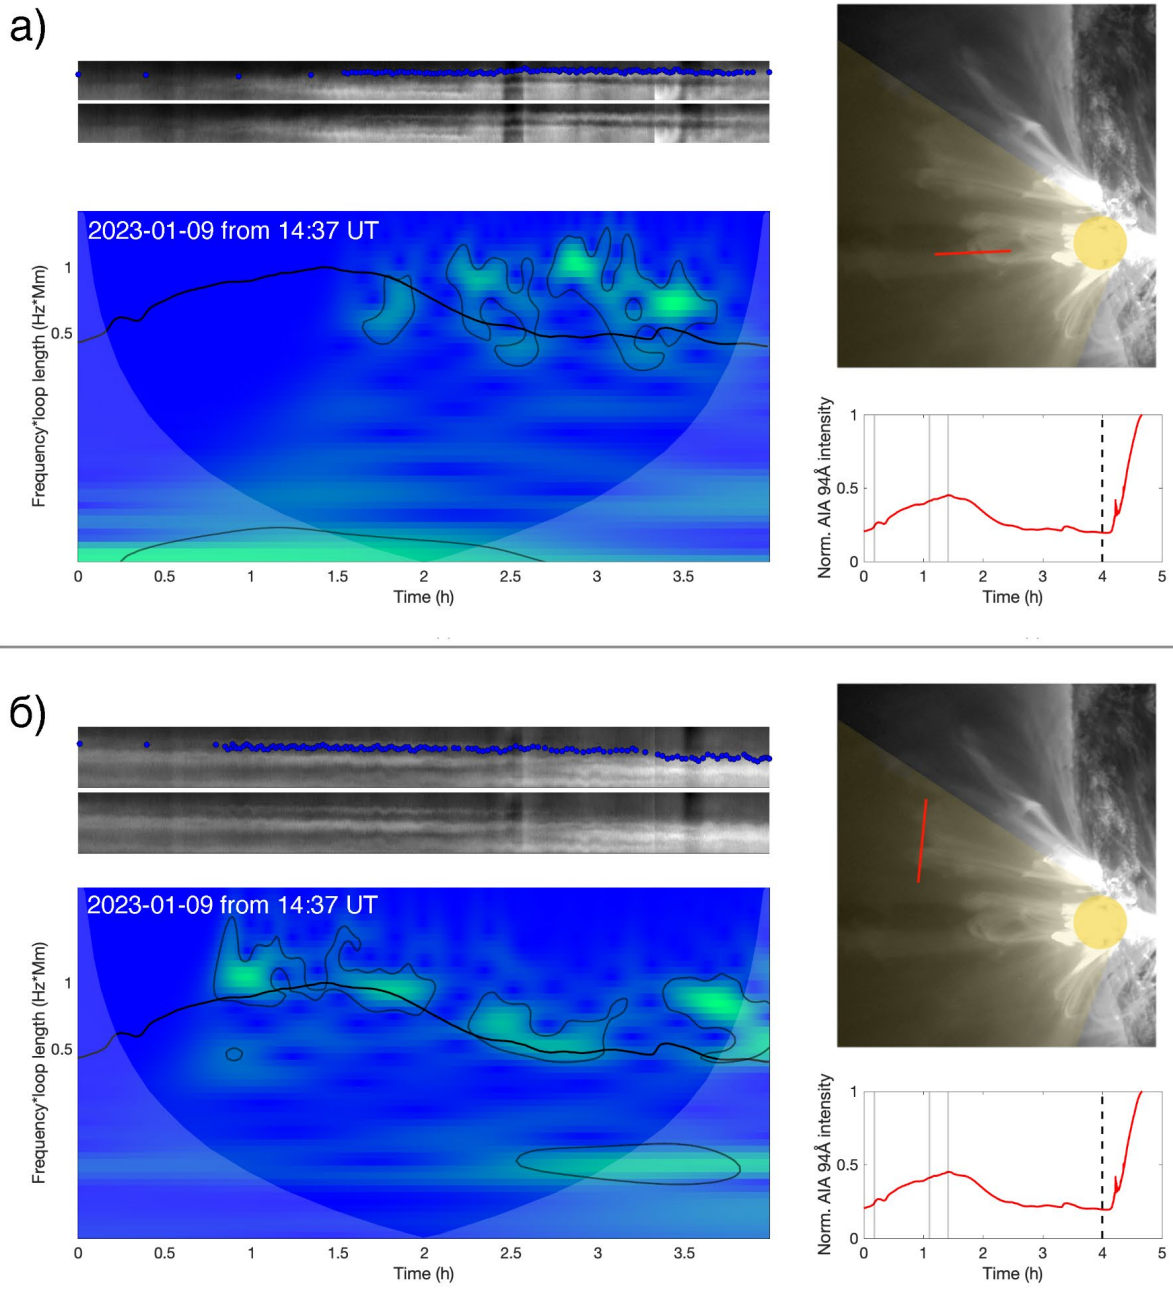 а)
2023-01-09 from 14:37 UT
Frequency*loop length (Hz*Mm)
1
0.5
0 0.5 1 1.5 2 2.5 3 3.5
Time (h)
Norm. AIA 94Å intensity
1
0.5
0
0 1 2 3 4 5
Time (h)
б)
2023-01-09 from 14:37 UT
Frequency*loop length (Hz*Mm)
1
0.5
0 0.5 1 1.5 2 2.5 3 3.5
Time (h)
Norm. AIA 94Å intensity
1
0.5
0
0 1 2 3 4 5
Time (h)